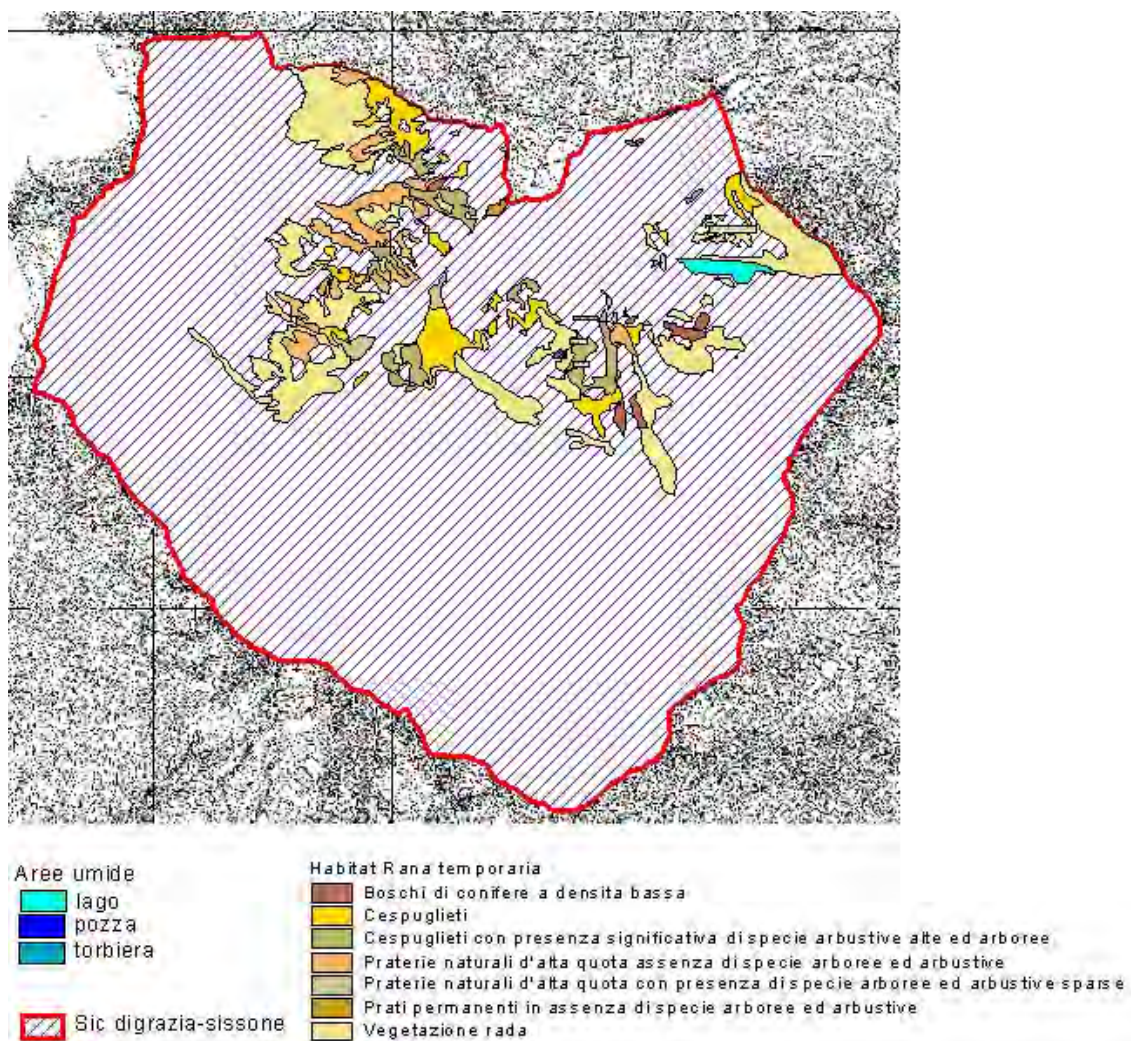 Aree umide
lago
pozza
torbiera
Sic digrazia-sissone
Habitat Rana temporaria
Boschi di conifere a densita bassa
Cespuglieti
Cespuglieti con presenza significativa di specie arbustive alte ed arboree
Praterie naturali d'alta quota assenza di specie arboree ed arbustive
Praterie naturali d'alta quota con presenza di specie arboree ed arbustive sparse
Prati permanenti in assenza di specie arboree ed arbustive
Vegetazione rada